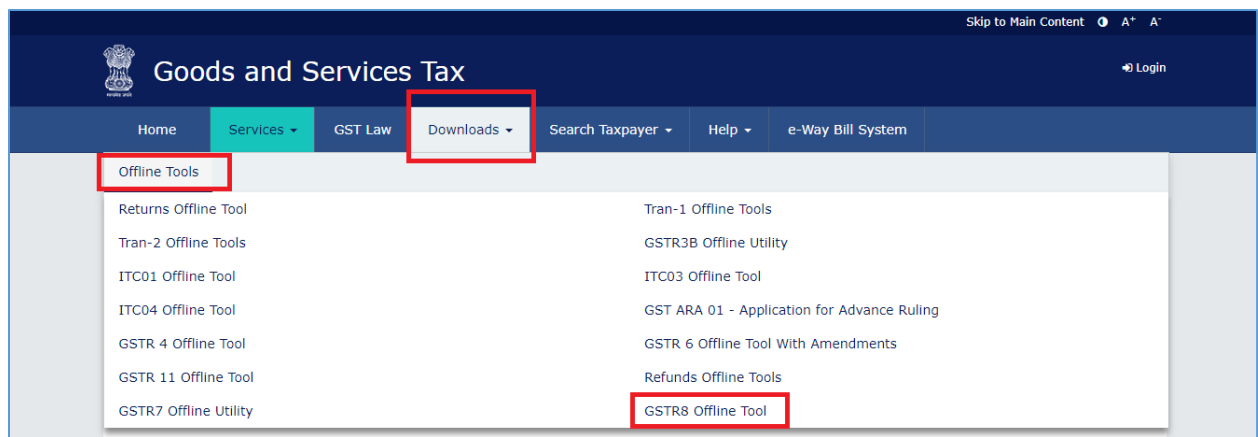 Skip to Main Content A+ A-
Goods and Services Tax
Login
Home Services GST Law Downloads Search Taxpayer Help e-Way Bill System
Offline Tools
Returns Offline Tool Tran-1 Offline Tools
Tran-2 Offline Tools GSTR3B Offline Utility
ITC01 Offline Tool ITC03 Offline Tool
ITC04 Offline Tool GST ARA 01 - Application for Advance Ruling
GSTR 4 Offline Tool GSTR 6 Offline Tool With Amendments
GSTR 11 Offline Tool Refunds Offline Tools
GSTR7 Offline Utility GSTR8 Offline Tool